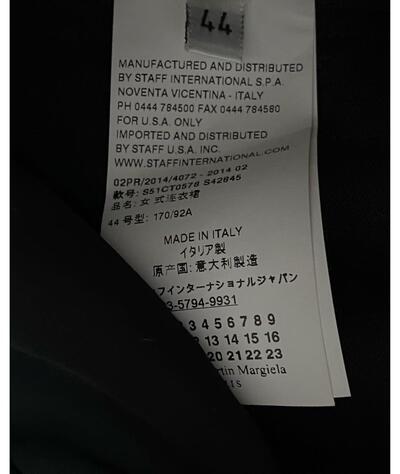 44
MANUFACTURED AND DISTRIBUTED
BY STAFF INTERNATIONAL S.P.A.
NOVENTA VICENTINA - ITALY
PH 0444 784500 FAX 0444 784580
FOR U.S.A. ONLY
IMPORTED AND DISTRIBUTED
BY STAFF U.S.A. INC.
WWW.STAFFINTERNATIONAL.COM
02PR/2014/4072 - 2014 02
款号: S51CT0578 S42645
品名: 女式连衣裙
44 号型: 170/92A
MADE IN ITALY
イタリア製
原产国: 意大利製造
フインターナショナルジャパン
3-5794-9931
3 4 5 6 7 8 9
12 13 14 15 16
20 21 22 23
Margiela